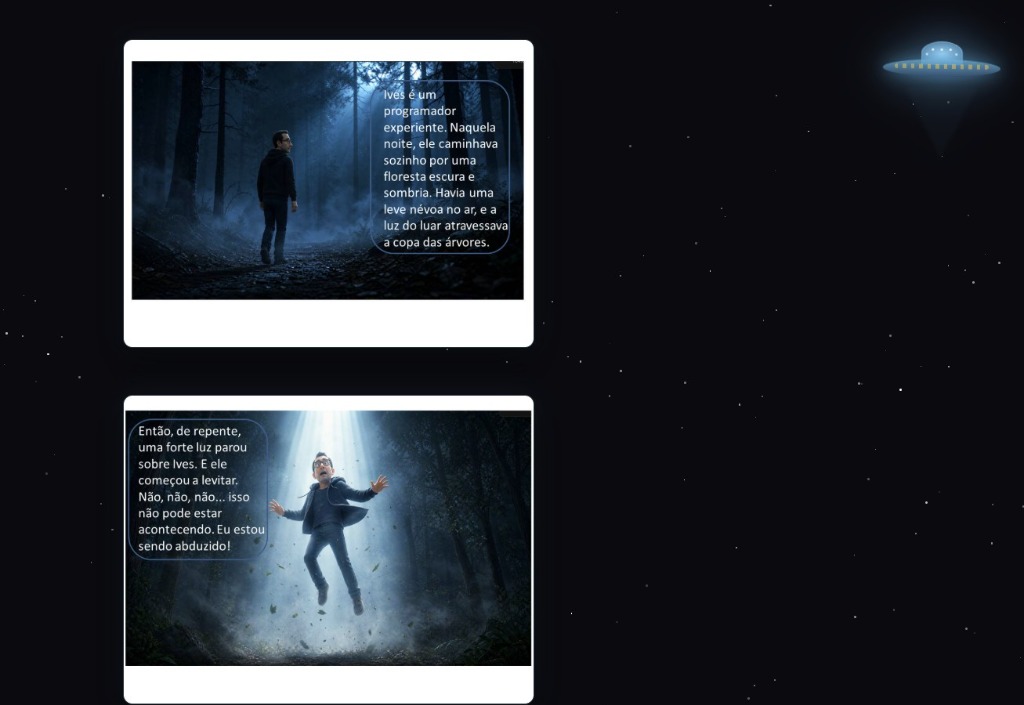 Ives é um
programador
experiente. Naquela
noite, ele caminhava
sozinho por uma
floresta escura e
sombria. Havia uma
leve névoa no ar, e a
luz do luar atravessava
a copa das árvores.
Então, de repente,
uma forte luz parou
sobre Ives. E ele
começou a levitar.
Não, não, não... isso
não pode estar
acontecendo. Eu estou
sendo abduzido!